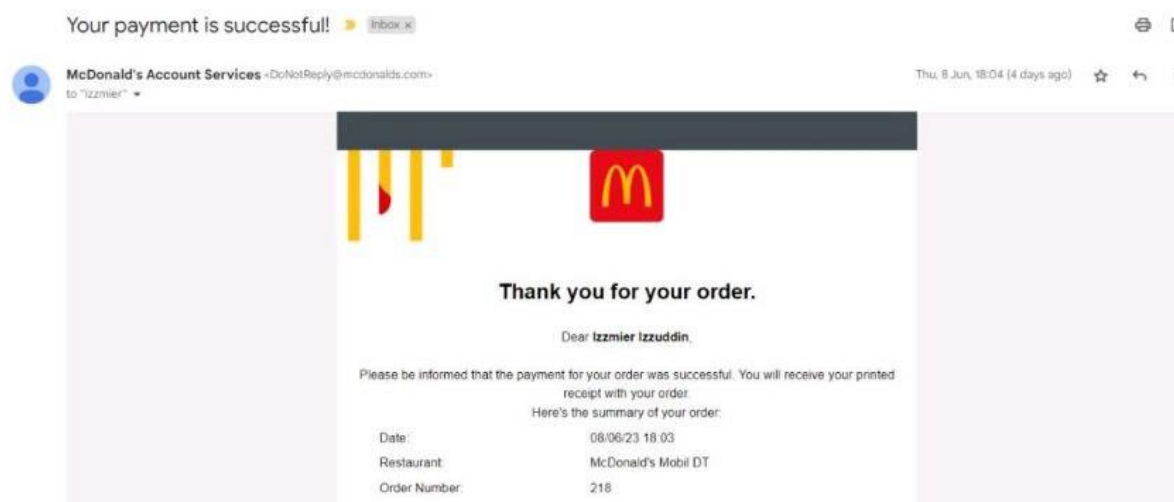 Your payment is successful! Inbox x
McDonald's Account Services <DoNotReply@mcdonalds.com> Thu, 8 Jun, 18:04 (4 days ago)
to "izzmier"
Thank you for your order.
Dear Izzmier Izzuddin,
Please be informed that the payment for your order was successful. You will receive your printed
receipt with your order.
Here's the summary of your order:
Date: 08/06/23 18:03
Restaurant: McDonald's Mobil DT
Order Number: 218